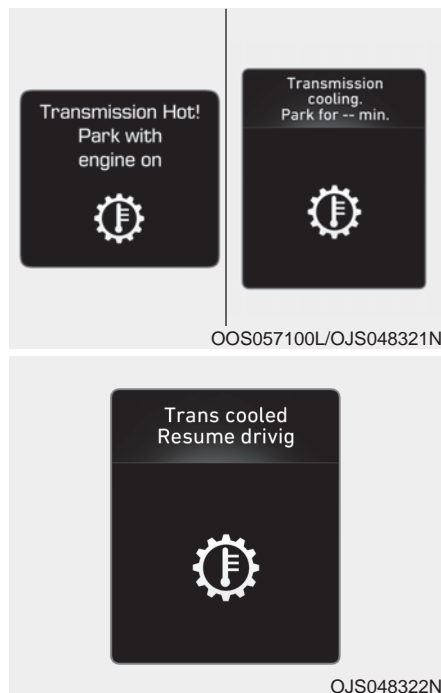 Transmission Hot!
Park with
engine on
Transmission
cooling.
Park for -- min.
OOS057100L/OJS048321N
Trans cooled
Resume drivig
OJS048322N